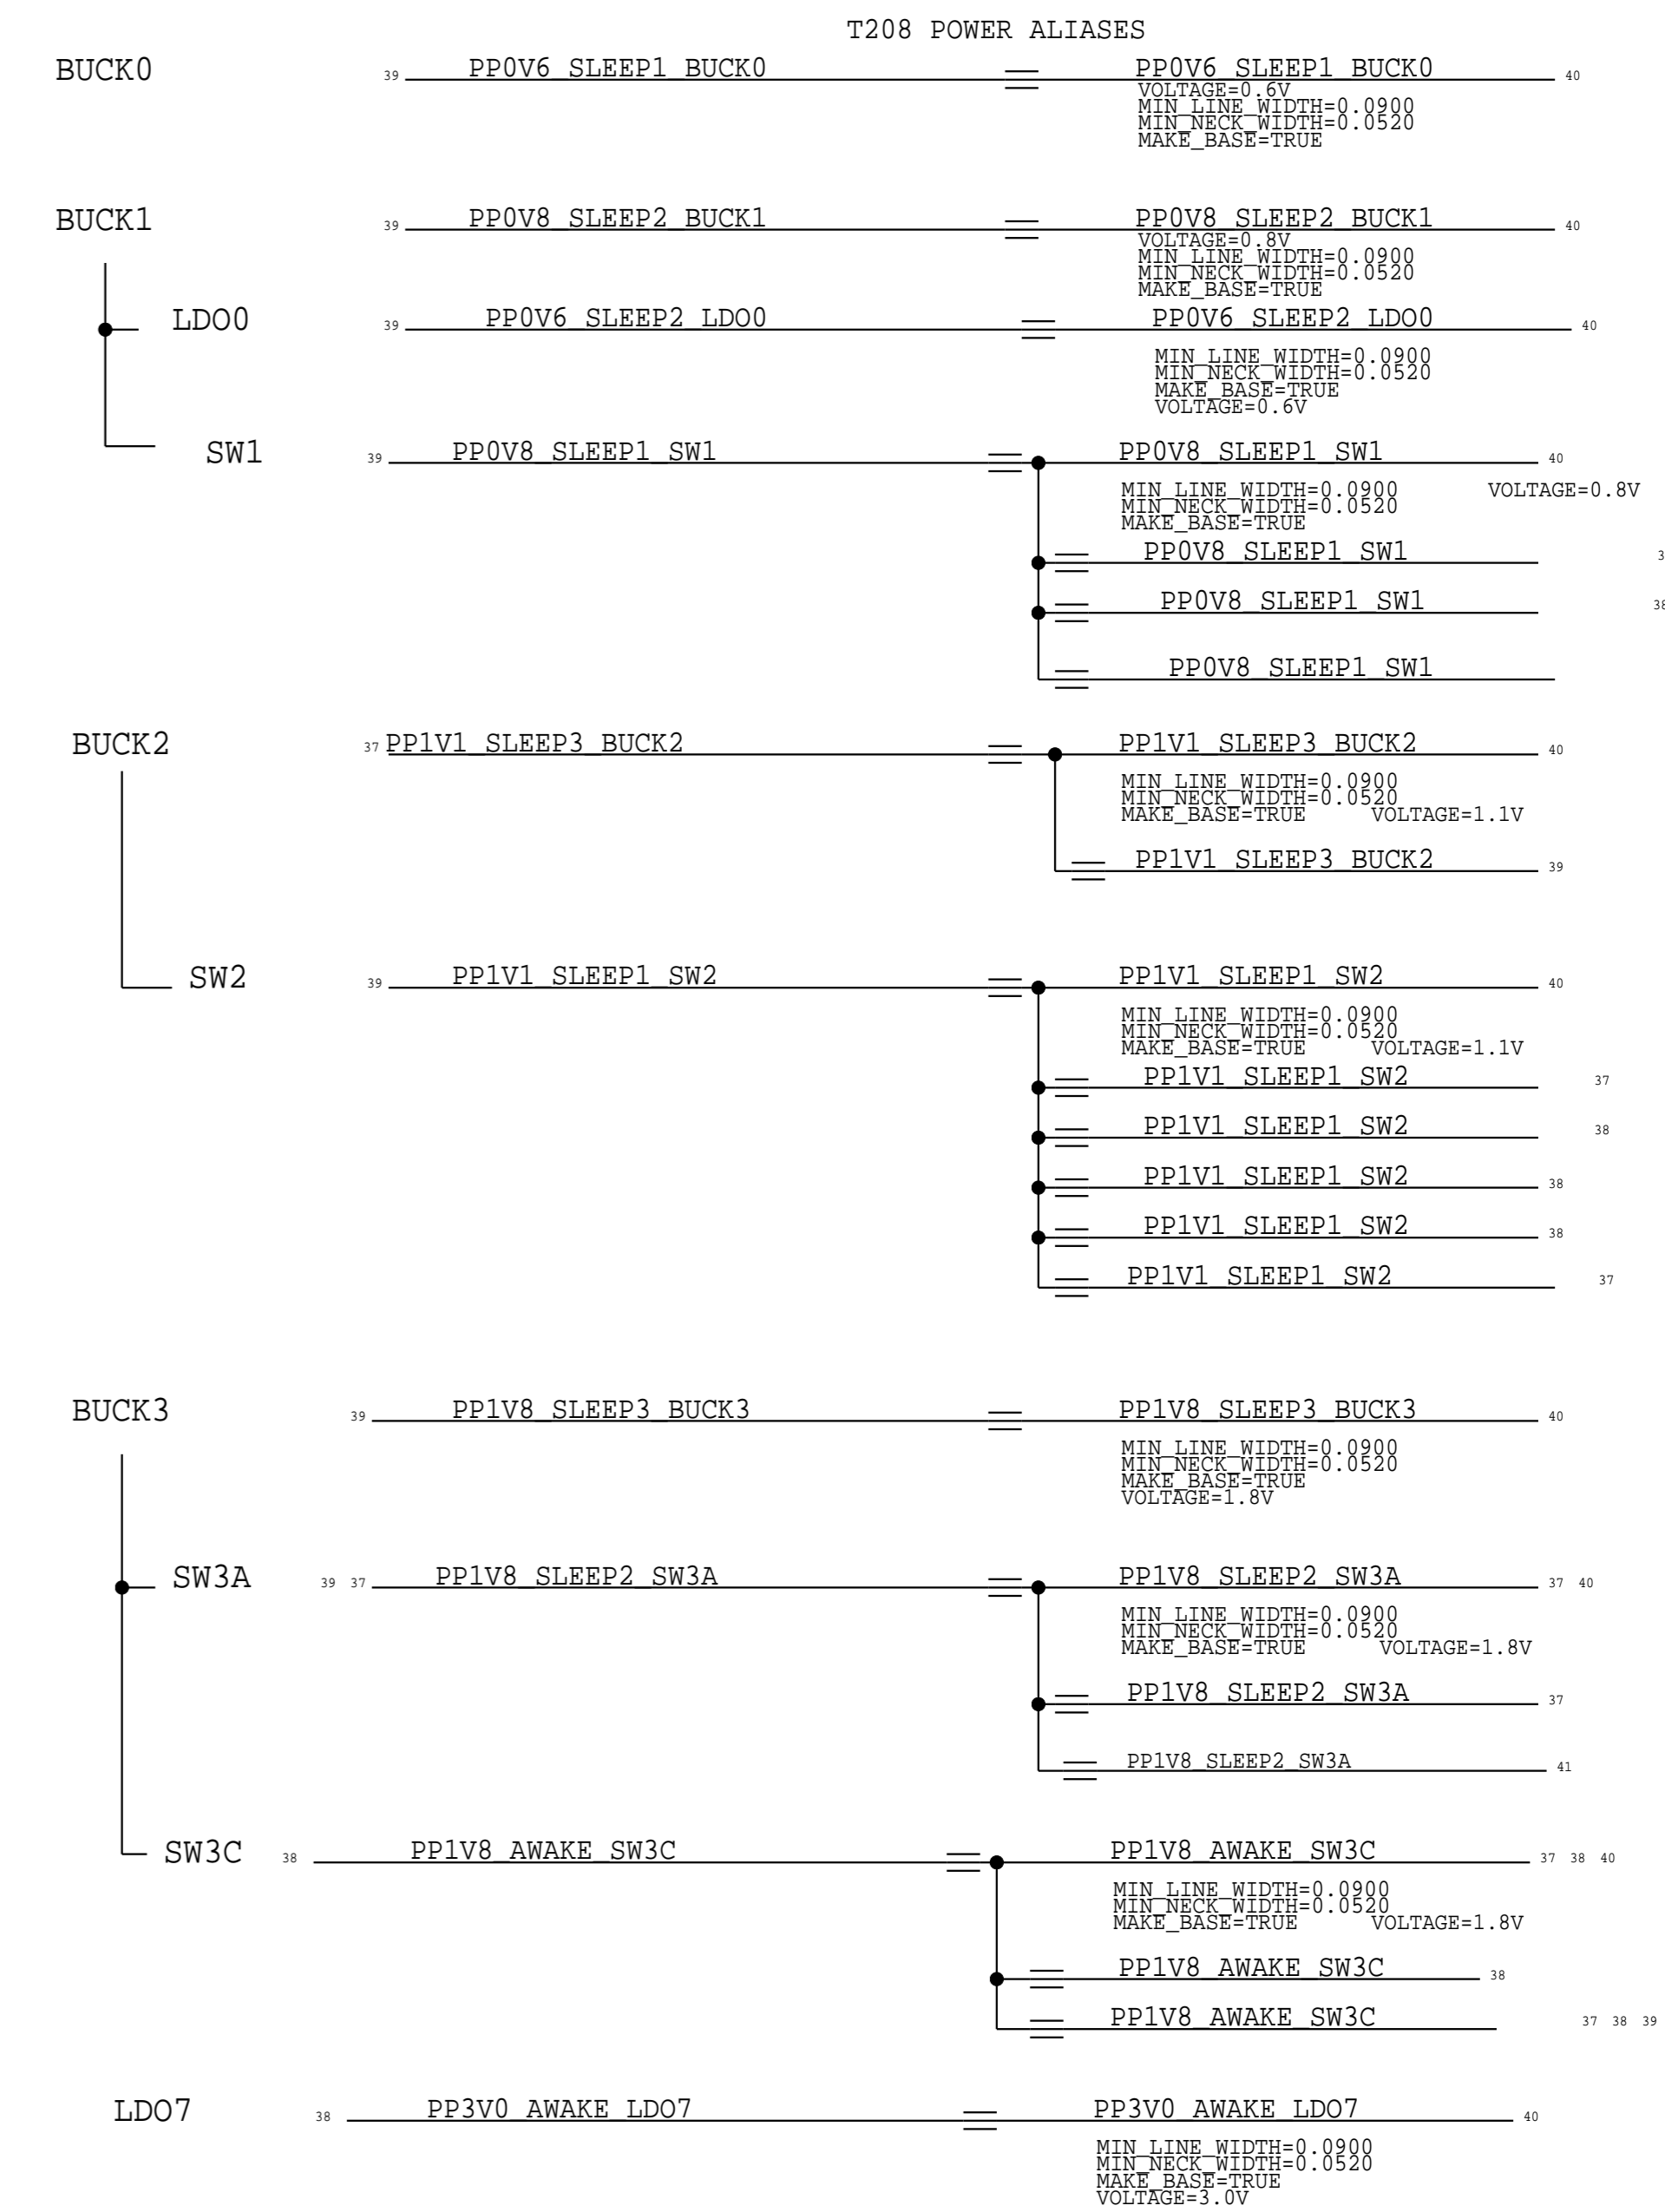 T208 POWER ALIASES
BUCK0 39 PP0V6_SLEEP1_BUCK0 PP0V6_SLEEP1_BUCK0 40
VOLTAGE=0.6V
MIN_LINE_WIDTH=0.0900
MIN_NECK_WIDTH=0.0520
MAKE_BASE=TRUE
BUCK1 39 PP0V8_SLEEP2_BUCK1 PP0V8_SLEEP2_BUCK1 40
VOLTAGE=0.8V
MIN_LINE_WIDTH=0.0900
MIN_NECK_WIDTH=0.0520
MAKE_BASE=TRUE
LDO0 39 PP0V6_SLEEP2_LDO0 PP0V6_SLEEP2_LDO0 40
MIN_LINE_WIDTH=0.0900
MIN_NECK_WIDTH=0.0520
MAKE_BASE=TRUE
VOLTAGE=0.6V
SW1 39 PP0V8_SLEEP1_SW1 PP0V8_SLEEP1_SW1 40
MIN_LINE_WIDTH=0.0900 VOLTAGE=0.8V
MIN_NECK_WIDTH=0.0520
MAKE_BASE=TRUE
PP0V8_SLEEP1_SW1
PP0V8_SLEEP1_SW1 38
PP0V8_SLEEP1_SW1
BUCK2 37 PP1V1_SLEEP3_BUCK2 PP1V1_SLEEP3_BUCK2 40
MIN_LINE_WIDTH=0.0900
MIN_NECK_WIDTH=0.0520
MAKE_BASE=TRUE VOLTAGE=1.1V
PP1V1_SLEEP3_BUCK2 39
SW2 39 PP1V1_SLEEP1_SW2 PP1V1_SLEEP1_SW2 40
MIN_LINE_WIDTH=0.0900
MIN_NECK_WIDTH=0.0520
MAKE_BASE=TRUE VOLTAGE=1.1V
PP1V1_SLEEP1_SW2 37
PP1V1_SLEEP1_SW2 38
PP1V1_SLEEP1_SW2 38
PP1V1_SLEEP1_SW2 38
PP1V1_SLEEP1_SW2 37
BUCK3 39 PP1V8_SLEEP3_BUCK3 PP1V8_SLEEP3_BUCK3 40
MIN_LINE_WIDTH=0.0900
MIN_NECK_WIDTH=0.0520
MAKE_BASE=TRUE
VOLTAGE=1.8V
SW3A 39 37 PP1V8_SLEEP2_SW3A PP1V8_SLEEP2_SW3A 37 40
MIN_LINE_WIDTH=0.0900
MIN_NECK_WIDTH=0.0520
MAKE_BASE=TRUE VOLTAGE=1.8V
PP1V8_SLEEP2_SW3A 37
PP1V8_SLEEP2_SW3A 41
SW3C 38 PP1V8_AWAKE_SW3C PP1V8_AWAKE_SW3C 37 38 40
MIN_LINE_WIDTH=0.0900
MIN_NECK_WIDTH=0.0520
MAKE_BASE=TRUE VOLTAGE=1.8V
PP1V8_AWAKE_SW3C 38
PP1V8_AWAKE_SW3C 37 38 39
LDO7 38 PP3V0_AWAKE_LDO7 PP3V0_AWAKE_LDO7 40
MIN_LINE_WIDTH=0.0900
MIN_NECK_WIDTH=0.0520
MAKE_BASE=TRUE
VOLTAGE=3.0V